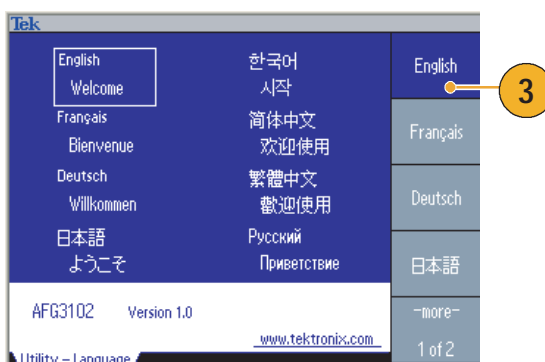 Tek
English
Welcome
Français
Bienvenue
Deutsch
Willkommen
日本語
ようこそ
한국어
시작
简体中文
欢迎使用
繁體中文
歡迎使用
Русский
Приветствие
AFG3102 Version 1.0
www.tektronix.com
Utility – Language
English
Français
Deutsch
日本語
-more-
1 of 2
3